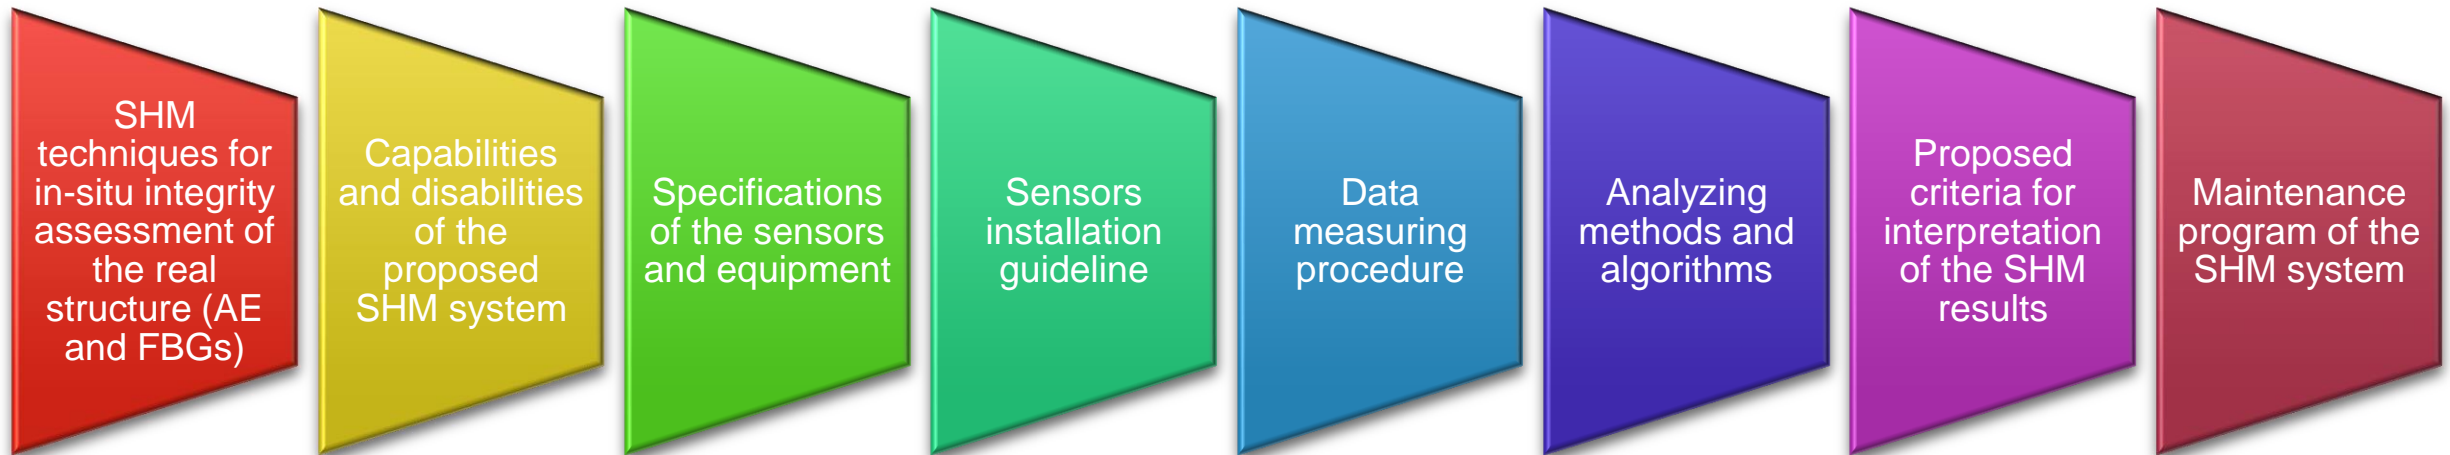 SHM
techniques for
in-situ integrity
assessment of
the real
structure (AE
and FBGs)
Capabilities
and disabilities
of the
proposed
SHM system
Specifications
of the sensors
and equipment
Sensors
installation
guideline
Data
measuring
procedure
Analyzing
methods and
algorithms
Proposed
criteria for
interpretation
of the SHM
results
Maintenance
program of the
SHM system